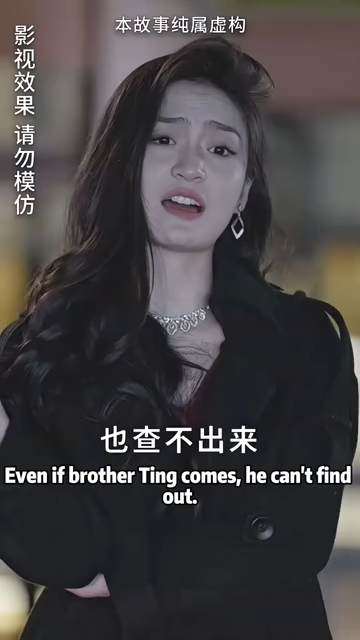 本故事纯属虚构
影视效果 请勿模仿
也查不出来
Even if brother Ting comes, he can't find
out.